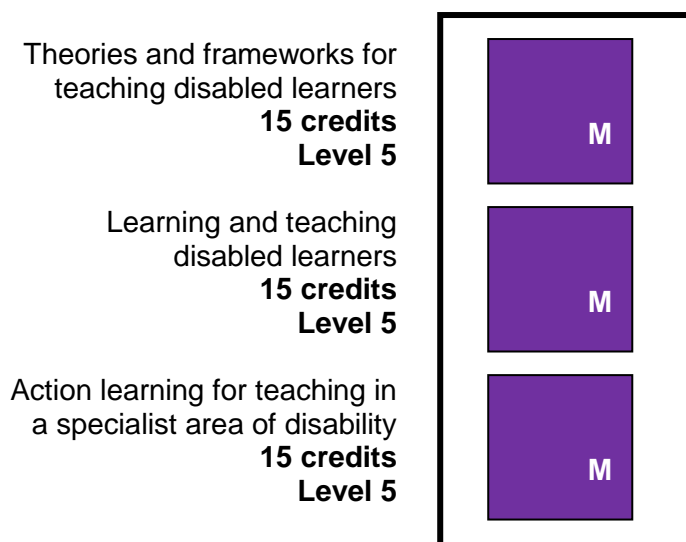 Theories and frameworks for
teaching disabled learners
15 credits
Level 5
M
Learning and teaching
disabled learners
15 credits
Level 5
M
Action learning for teaching in
a specialist area of disability
15 credits
Level 5
M